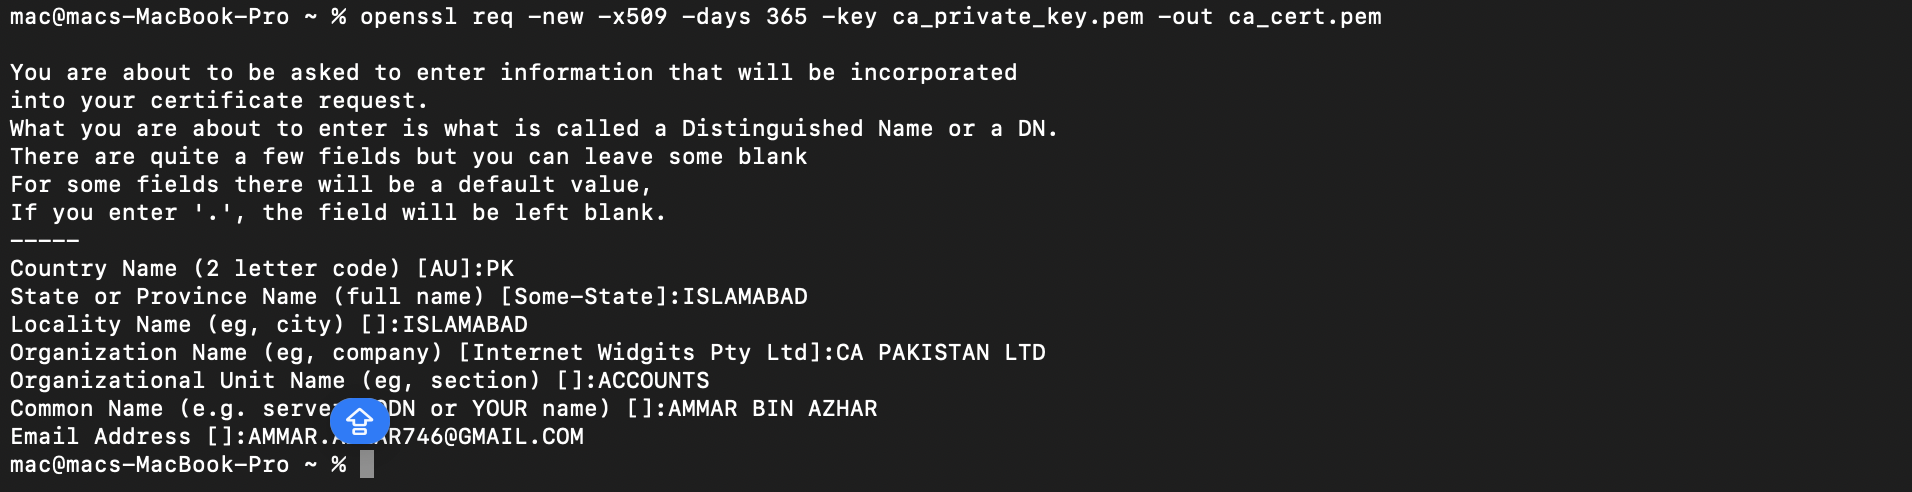 mac@macs-MacBook-Pro ~ % openssl req -new -x509 -days 365 -key ca_private_key.pem -out ca_cert.pem
You are about to be asked to enter information that will be incorporated
into your certificate request.
What you are about to enter is what is called a Distinguished Name or a DN.
There are quite a few fields but you can leave some blank
For some fields there will be a default value,
If you enter '.', the field will be left blank.
-----
Country Name (2 letter code) [AU]:PK
State or Province Name (full name) [Some-State]:ISLAMABAD
Locality Name (eg, city) []:ISLAMABAD
Organization Name (eg, company) [Internet Widgits Pty Ltd]:CA PAKISTAN LTD
Organizational Unit Name (eg, section) []:ACCOUNTS
Common Name (e.g. server or YOUR name) []:AMMAR BIN AZHAR
Email Address []:
mac@macs-MacBook-Pro ~ %